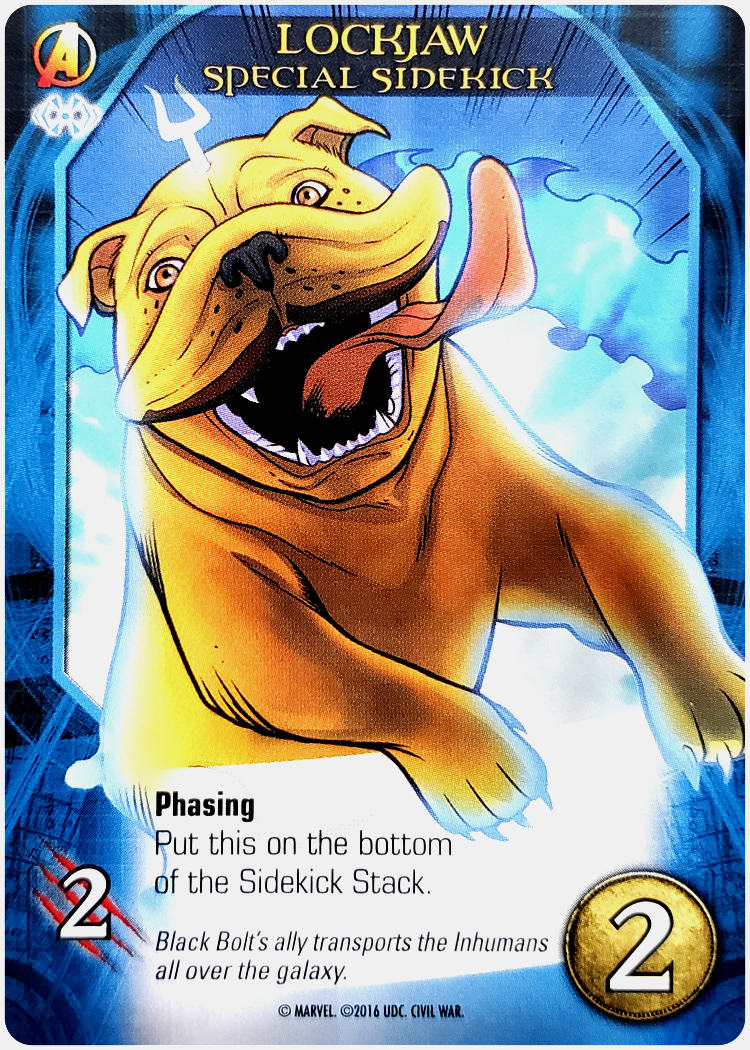 LOCKJAW
SPECIAL SIDEKICK
Phasing
Put this on the bottom
of the Sidekick Stack.
2
2
Black Bolt's ally transports the Inhumans
all over the galaxy.
© MARVEL. ©2016 UDC. CIVIL WAR.